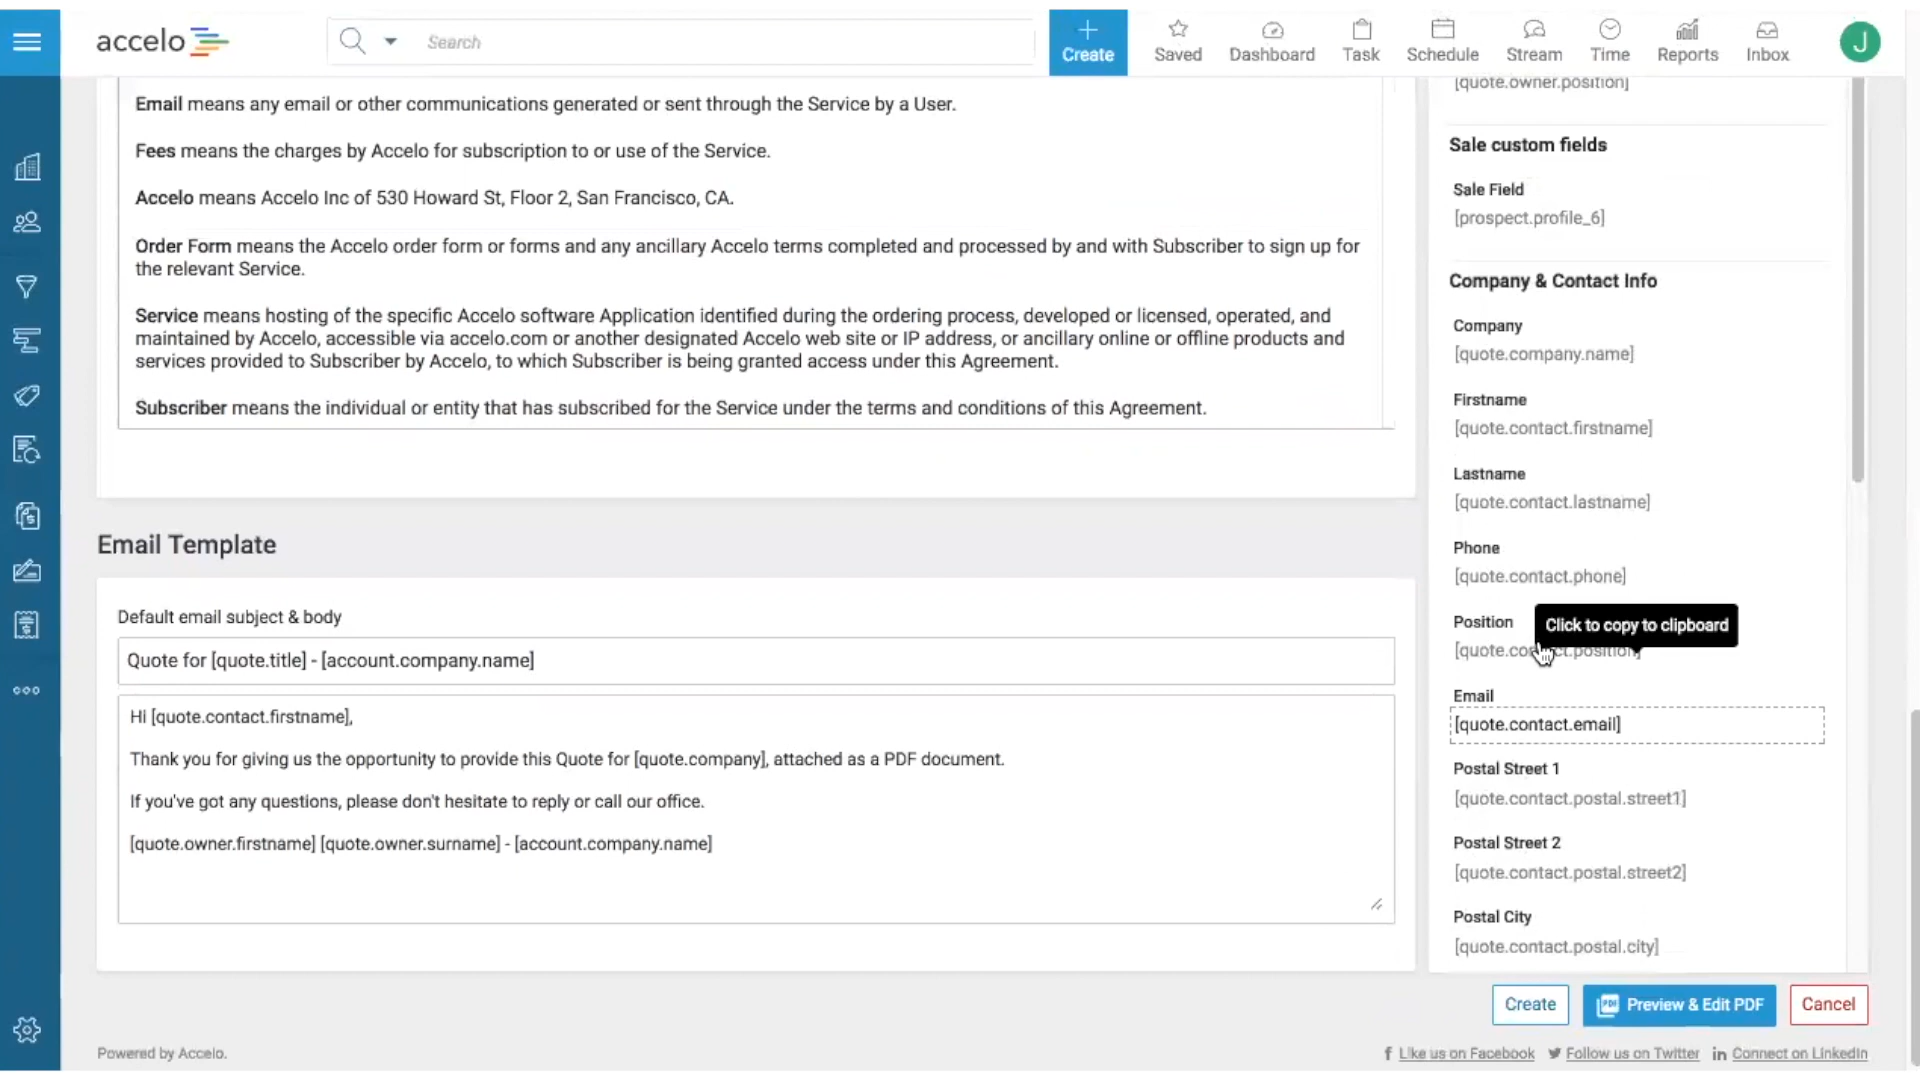 accelo
Search
Create
Saved
Dashboard
Task
Schedule
Stream
Time
Reports
Inbox
J
Email means any email or other communications generated or sent through the Service by a User.
Fees means the charges by Accelo for subscription to or use of the Service.
Accelo means Accelo Inc of 530 Howard St, Floor 2, San Francisco, CA.
Order Form means the Accelo order form or forms and any ancillary Accelo terms completed and processed by and with Subscriber to sign up for
the relevant Service.
Service means hosting of the specific Accelo software Application identified during the ordering process, developed or licensed, operated, and
maintained by Accelo, accessible via accelo.com or another designated Accelo web site or IP address, or ancillary online or offline products and
services provided to Subscriber by Accelo, to which Subscriber is being granted access under this Agreement.
Subscriber means the individual or entity that has subscribed for the Service under the terms and conditions of this Agreement.
Email Template
Default email subject & body
Quote for [quote.title] - [account.company.name]
Hi [quote.contact.firstname],
Thank you for giving us the opportunity to provide this Quote for [quote.company], attached as a PDF document.
If you've got any questions, please don't hesitate to reply or call our office.
[quote.owner.firstname] [quote.owner.surname] - [account.company.name]
[quote.owner.position]
Sale custom fields
Sale Field
[prospect.profile_6]
Company & Contact Info
Company
[quote.company.name]
Firstname
[quote.contact.firstname]
Lastname
[quote.contact.lastname]
Phone
[quote.contact.phone]
Position
Click to copy to clipboard
[quote.contact.position]
Email
[quote.contact.email]
Postal Street 1
[quote.contact.postal.street1]
Postal Street 2
[quote.contact.postal.street2]
Postal City
[quote.contact.postal.city]
Create
PDF
Preview & Edit PDF
Cancel
Powered by Accelo.
Like us on Facebook
Follow us on Twitter
in Connect on LinkedIn